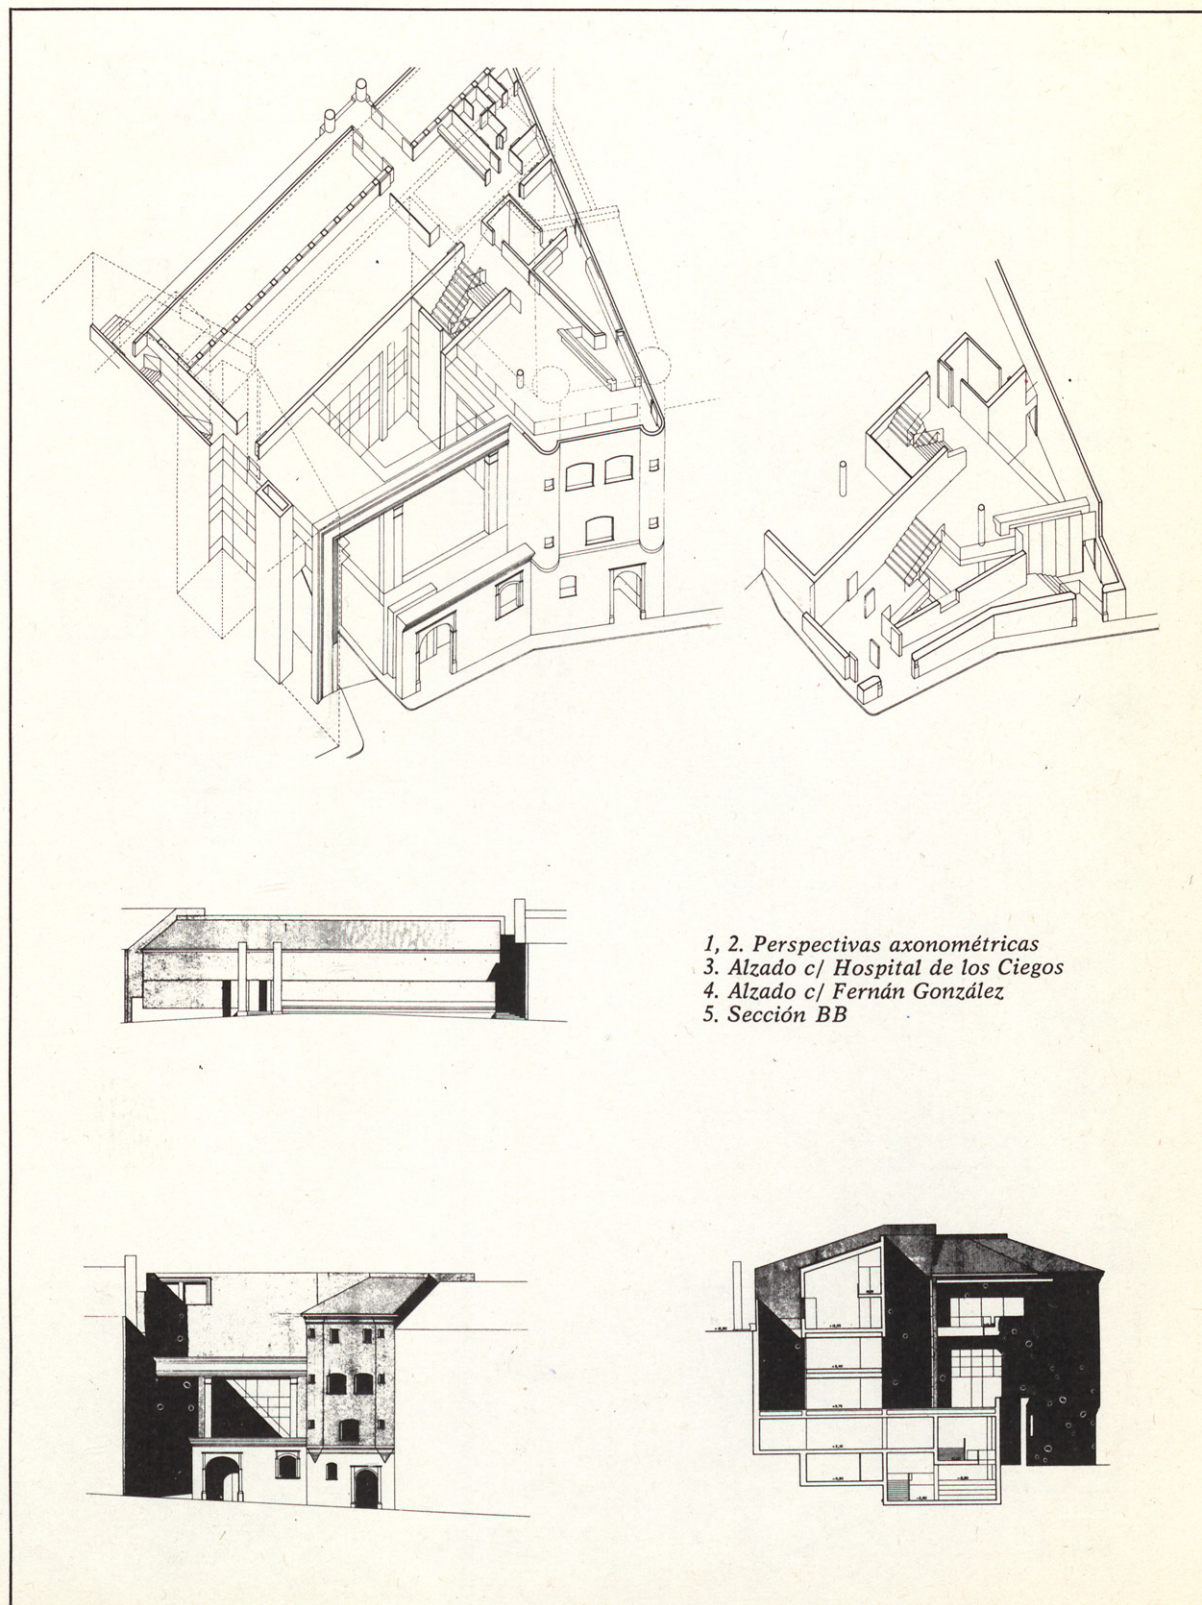 1, 2. Perspectivas axonométricas
3. Alzado c/ Hospital de los Ciegos
4. Alzado c/ Fernán González
5. Sección BB